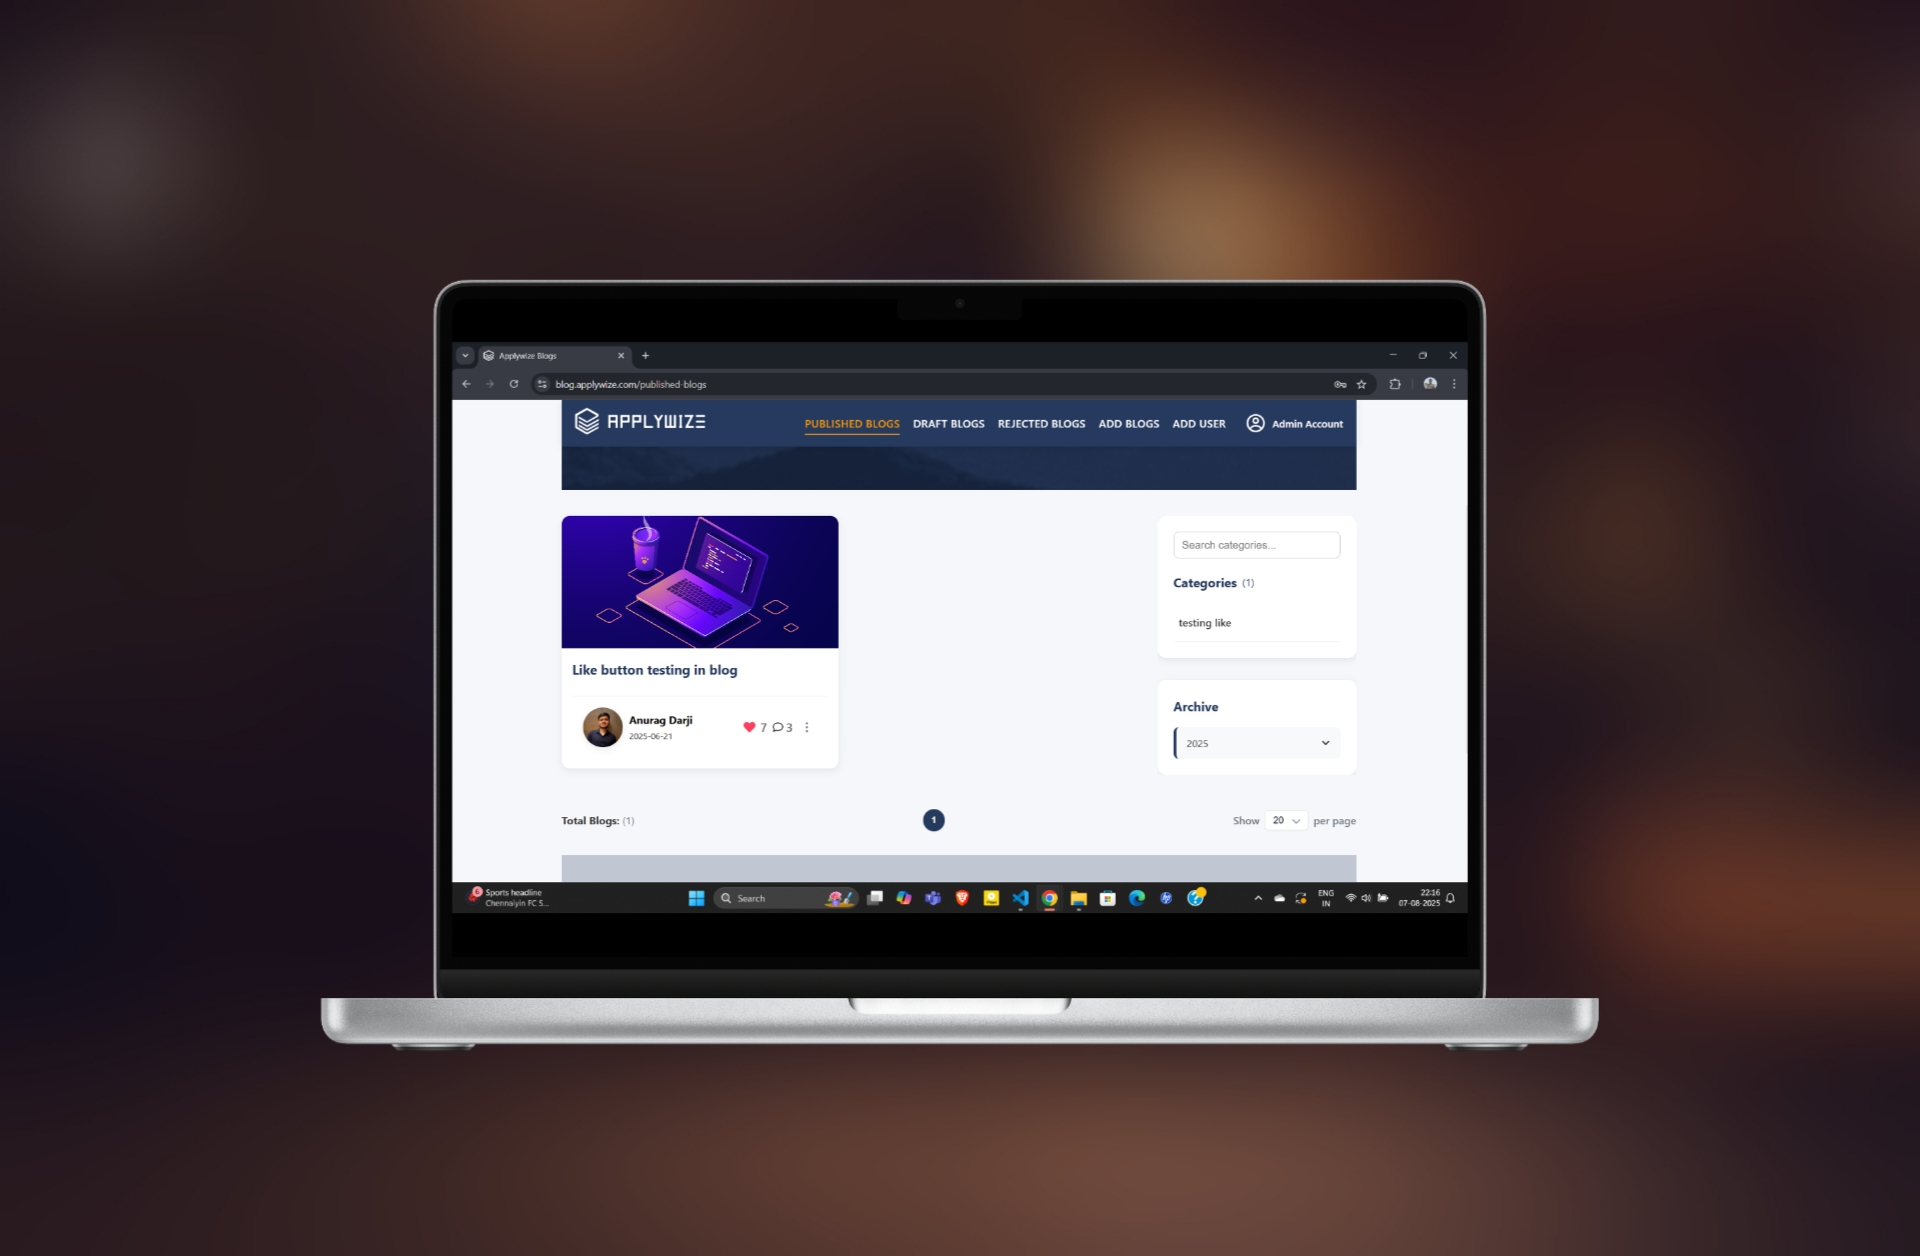 Applywize Blogs
blog.applywize.com/published-blogs
APPLYWIZE
PUBLISHED BLOGS DRAFT BLOGS REJECTED BLOGS ADD BLOGS ADD USER Admin Account
Search categories...
Categories (1)
testing like
Like button testing in blog
Anurag Darji
2025-06-21
7 3
Archive
2025
Total Blogs: (1)
1
Show 20 per page
6
Sports headline
Chennaiyin FC S...
Search
ENG
IN
22:16
07-08-2025